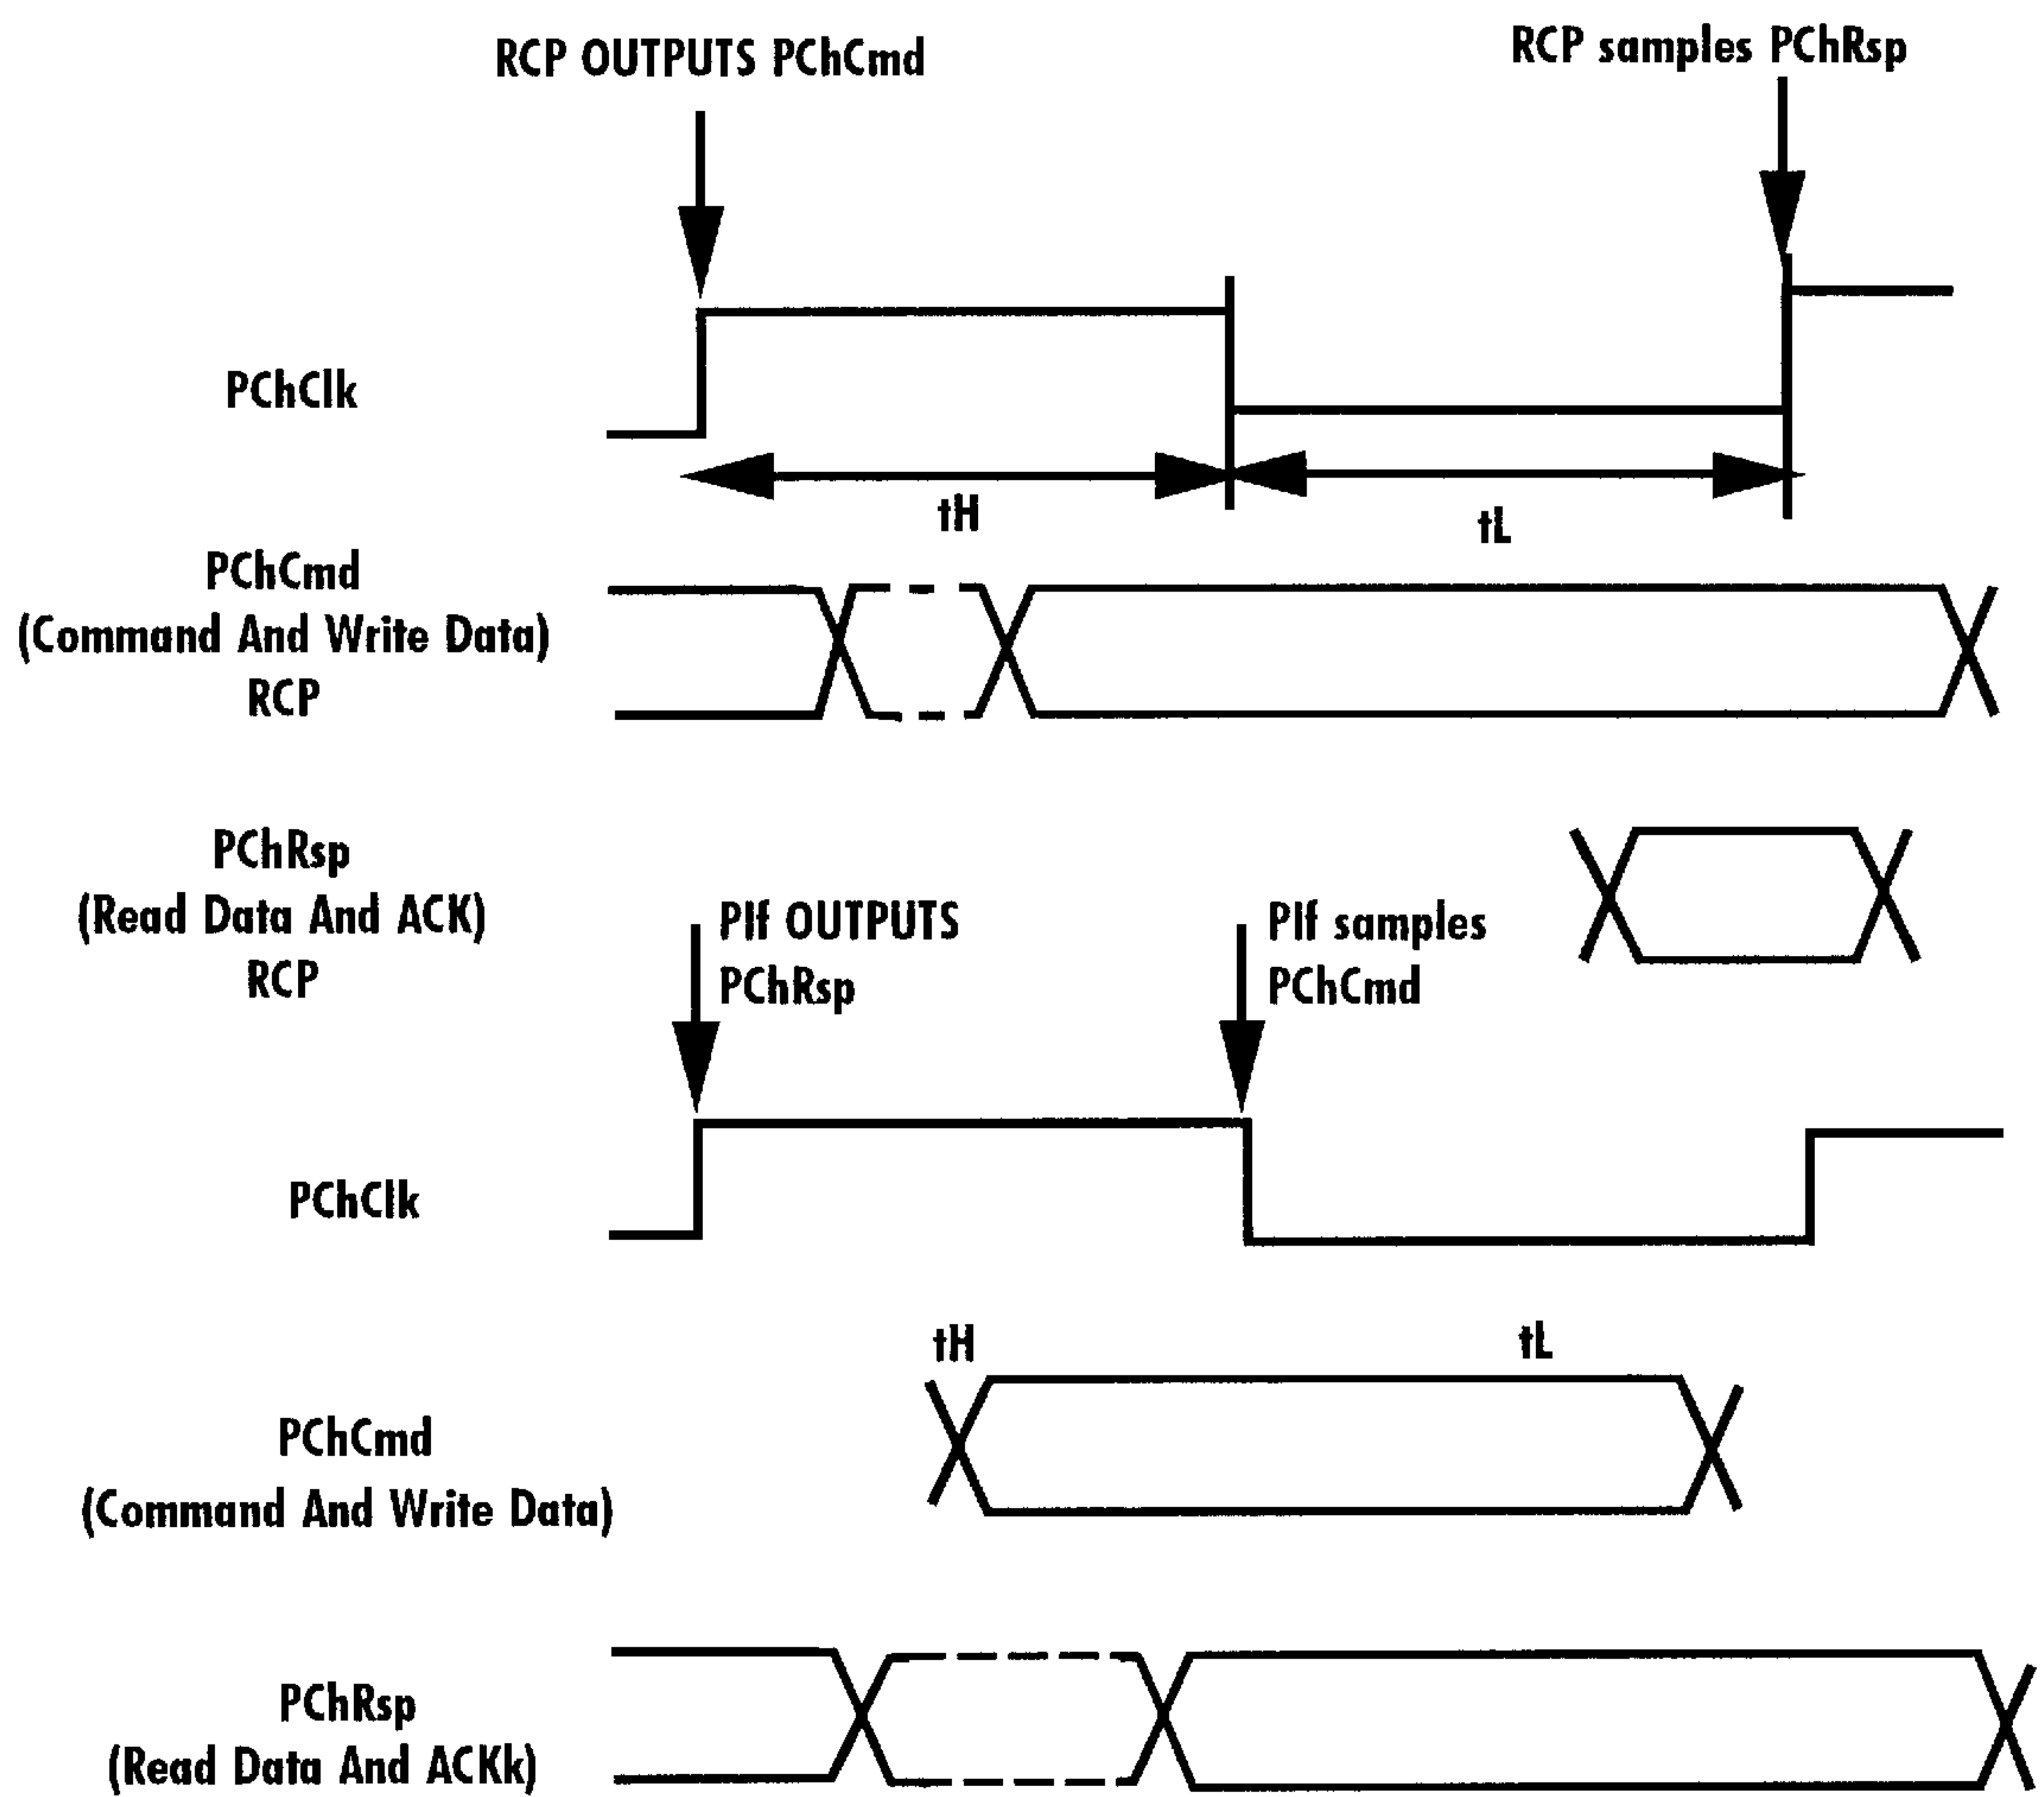 RCP OUTPUTS PChCmd
RCP samples PChRsp
PChClk
tH
tL
PChCmd
(Command And Write Data)
RCP
PChRsp
(Read Data And ACK)
RCP
PIf OUTPUTS
PChRsp
PIf samples
PChCmd
PChClk
tH
tL
PChCmd
(Command And Write Data)
PChRsp
(Read Data And ACKk)